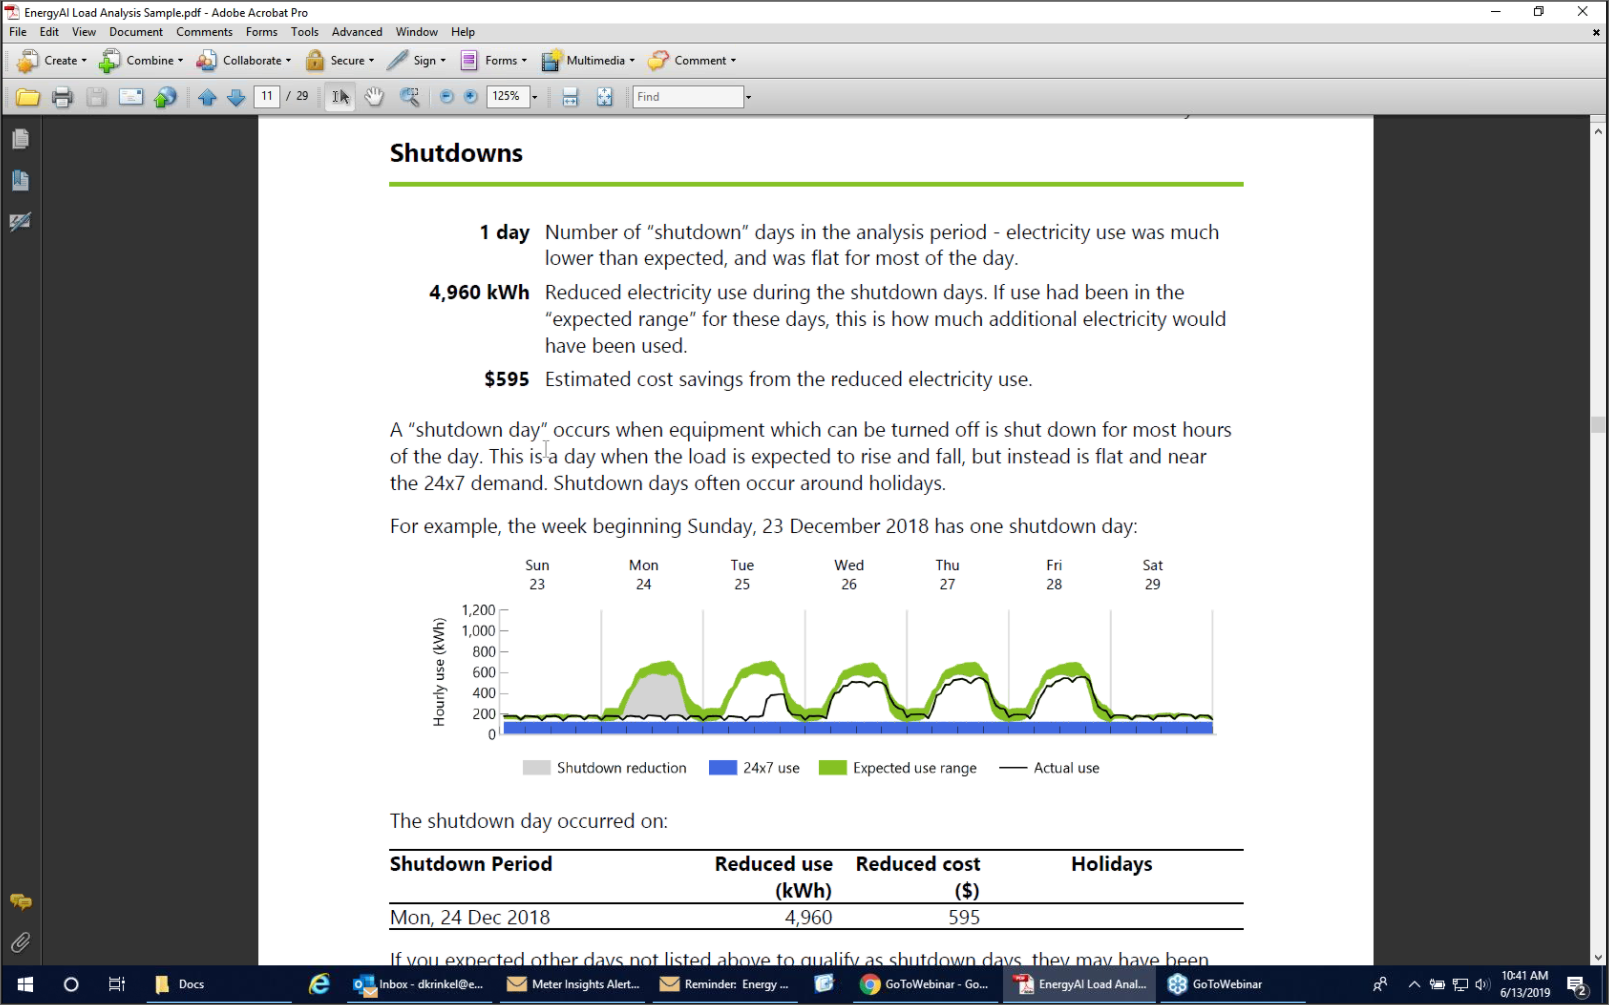 EnergyAI Load Analysis Sample.pdf - Adobe Acrobat Pro
File Edit View Document Comments Forms Tools Advanced Window Help
Create Combine Collaborate Secure Sign Forms Multimedia Comment
11 / 29 125% Find
Shutdowns
1 day Number of “shutdown” days in the analysis period - electricity use was much
lower than expected, and was flat for most of the day.
4,960 kWh Reduced electricity use during the shutdown days. If use had been in the
“expected range” for these days, this is how much additional electricity would
have been used.
$595 Estimated cost savings from the reduced electricity use.
A “shutdown day” occurs when equipment which can be turned off is shut down for most hours
of the day. This is a day when the load is expected to rise and fall, but instead is flat and near
the 24x7 demand. Shutdown days often occur around holidays.
For example, the week beginning Sunday, 23 December 2018 has one shutdown day:
Sun Mon Tue Wed Thu Fri Sat
23 24 25 26 27 28 29
Hourly use (kWh)
1,200
1,000
800
600
400
200
0
Shutdown reduction 24x7 use Expected use range Actual use
The shutdown day occurred on:
Shutdown Period Reduced use Reduced cost Holidays
(kWh) ($)
Mon, 24 Dec 2018 4,960 595
If you expected other days not listed above to qualify as shutdown days, they may have been
Docs Inbox - dkrinkel@e... Meter Insights Alert... Reminder: Energy ... GoToWebinar - Go... EnergyAI Load Anal... GoToWebinar
10:41 AM
6/13/2019
2